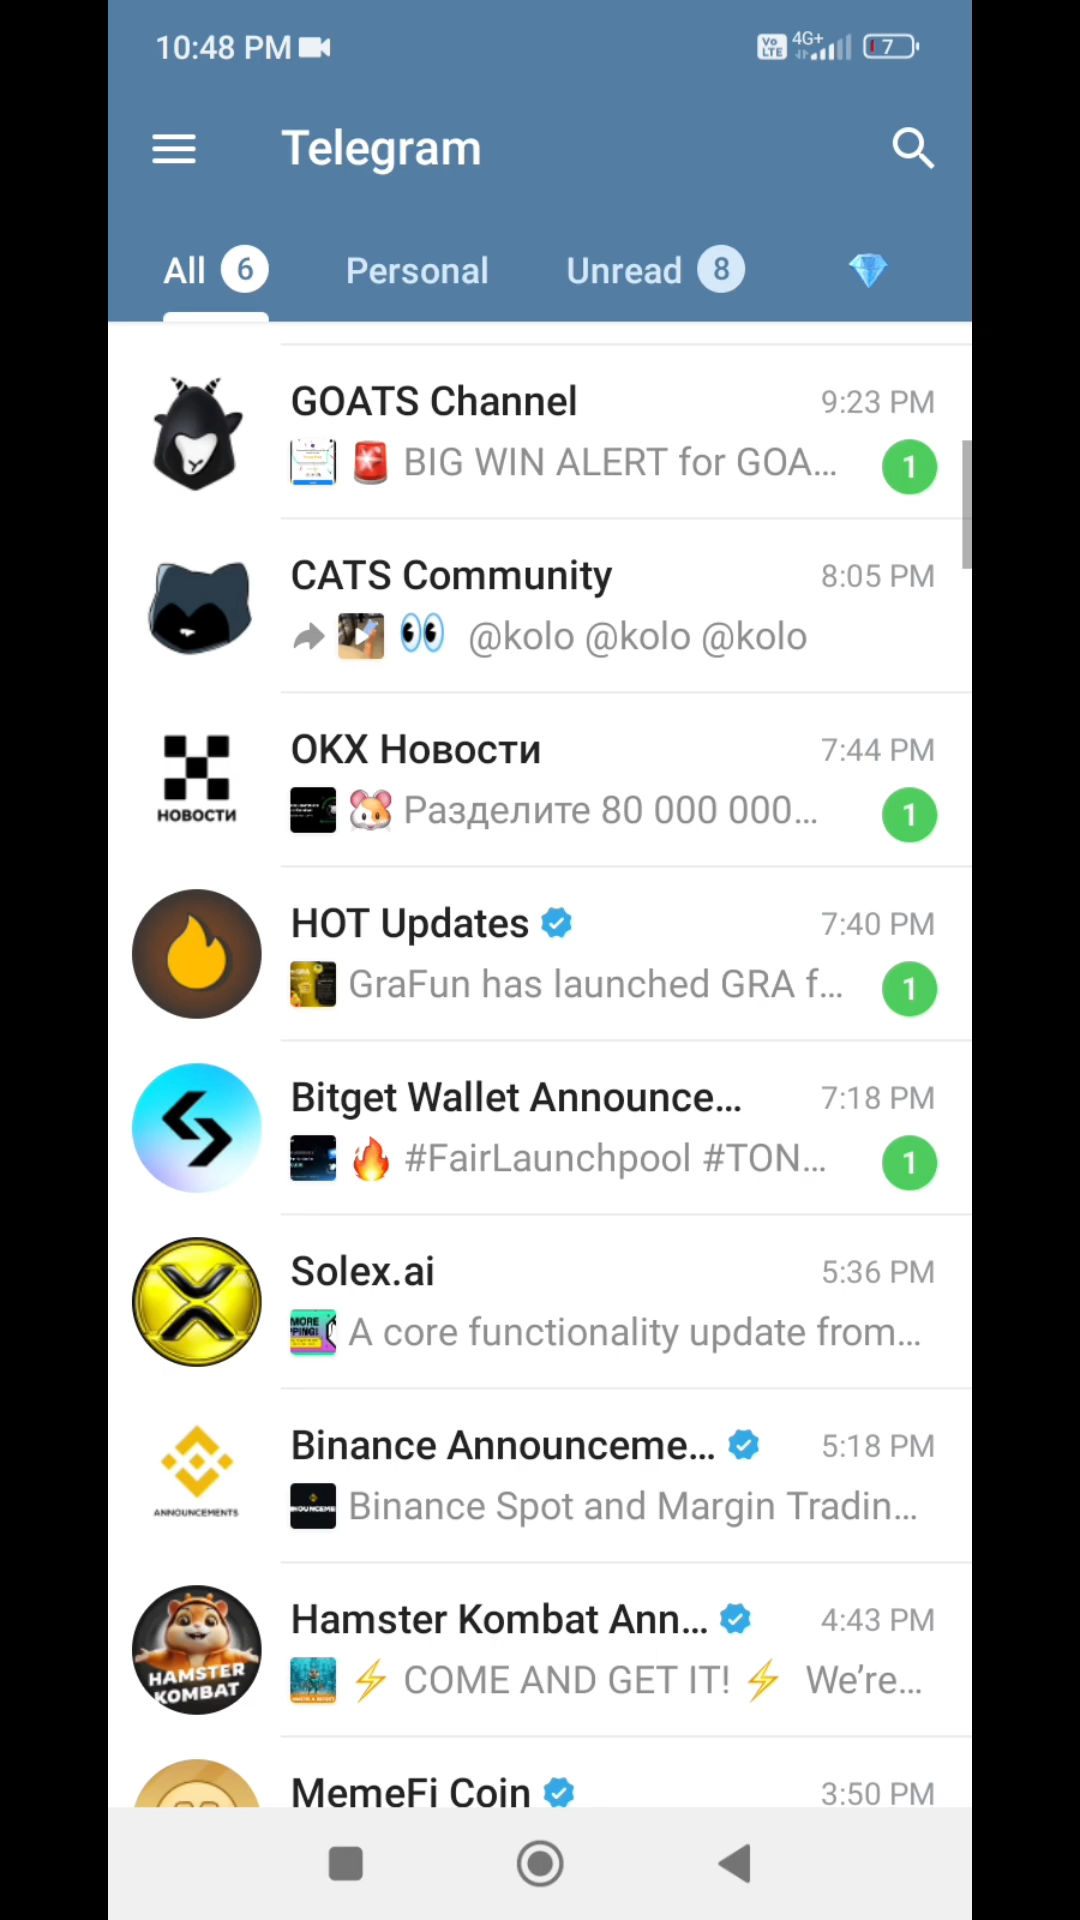 10:48 PM
Vo LTE 4G+ 7
Telegram
All 6 Personal Unread 8
GOATS Channel 9:23 PM
BIG WIN ALERT for GOA... 1
CATS Community 8:05 PM
@kolo @kolo @kolo
OKX Новости 7:44 PM
НОВОСТИ
Разделите 80 000 000... 1
HOT Updates 7:40 PM
GraFun has launched GRA f... 1
Bitget Wallet Announce... 7:18 PM
#FairLaunchpool #TON... 1
Solex.ai 5:36 PM
A core functionality update from...
Binance Announceme... 5:18 PM
ANNOUNCEMENTS
Binance Spot and Margin Tradin...
Hamster Kombat Ann... 4:43 PM
HAMSTER
KOMBAT
COME AND GET IT! We're...
MemeFi Coin 3:50 PM